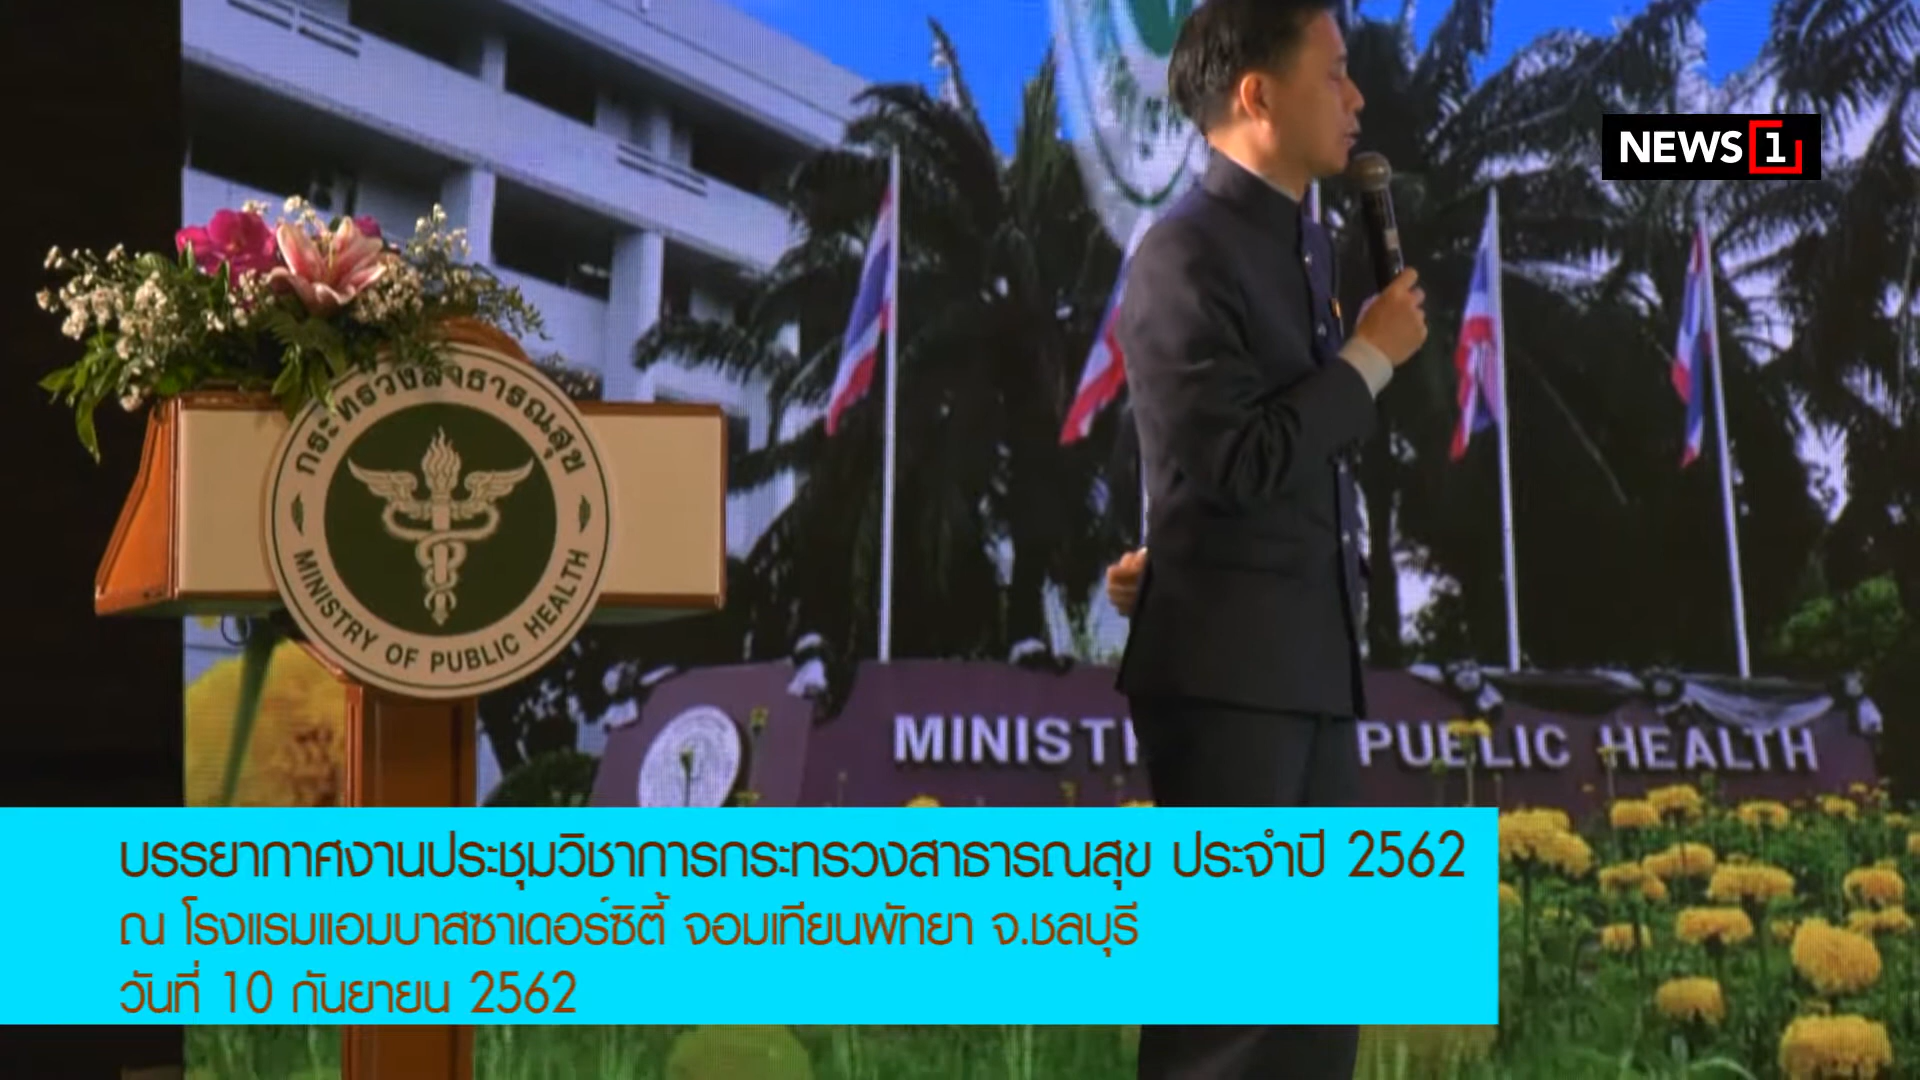 NEWS 1
กระทรวงสาธารณสุข
MINISTRY OF PUBLIC HEALTH
PUBLIC HEALTH
บรรยากาศงานประชุมวิชาการกระทรวงสาธารณสุข ประจำปี 2562
ณ โรงแรมแอมบาสซาเดอร์ซิตี้ จอมเทียนพัทยา จ.ชลบุรี
วันที่ 10 กันยายน 2562